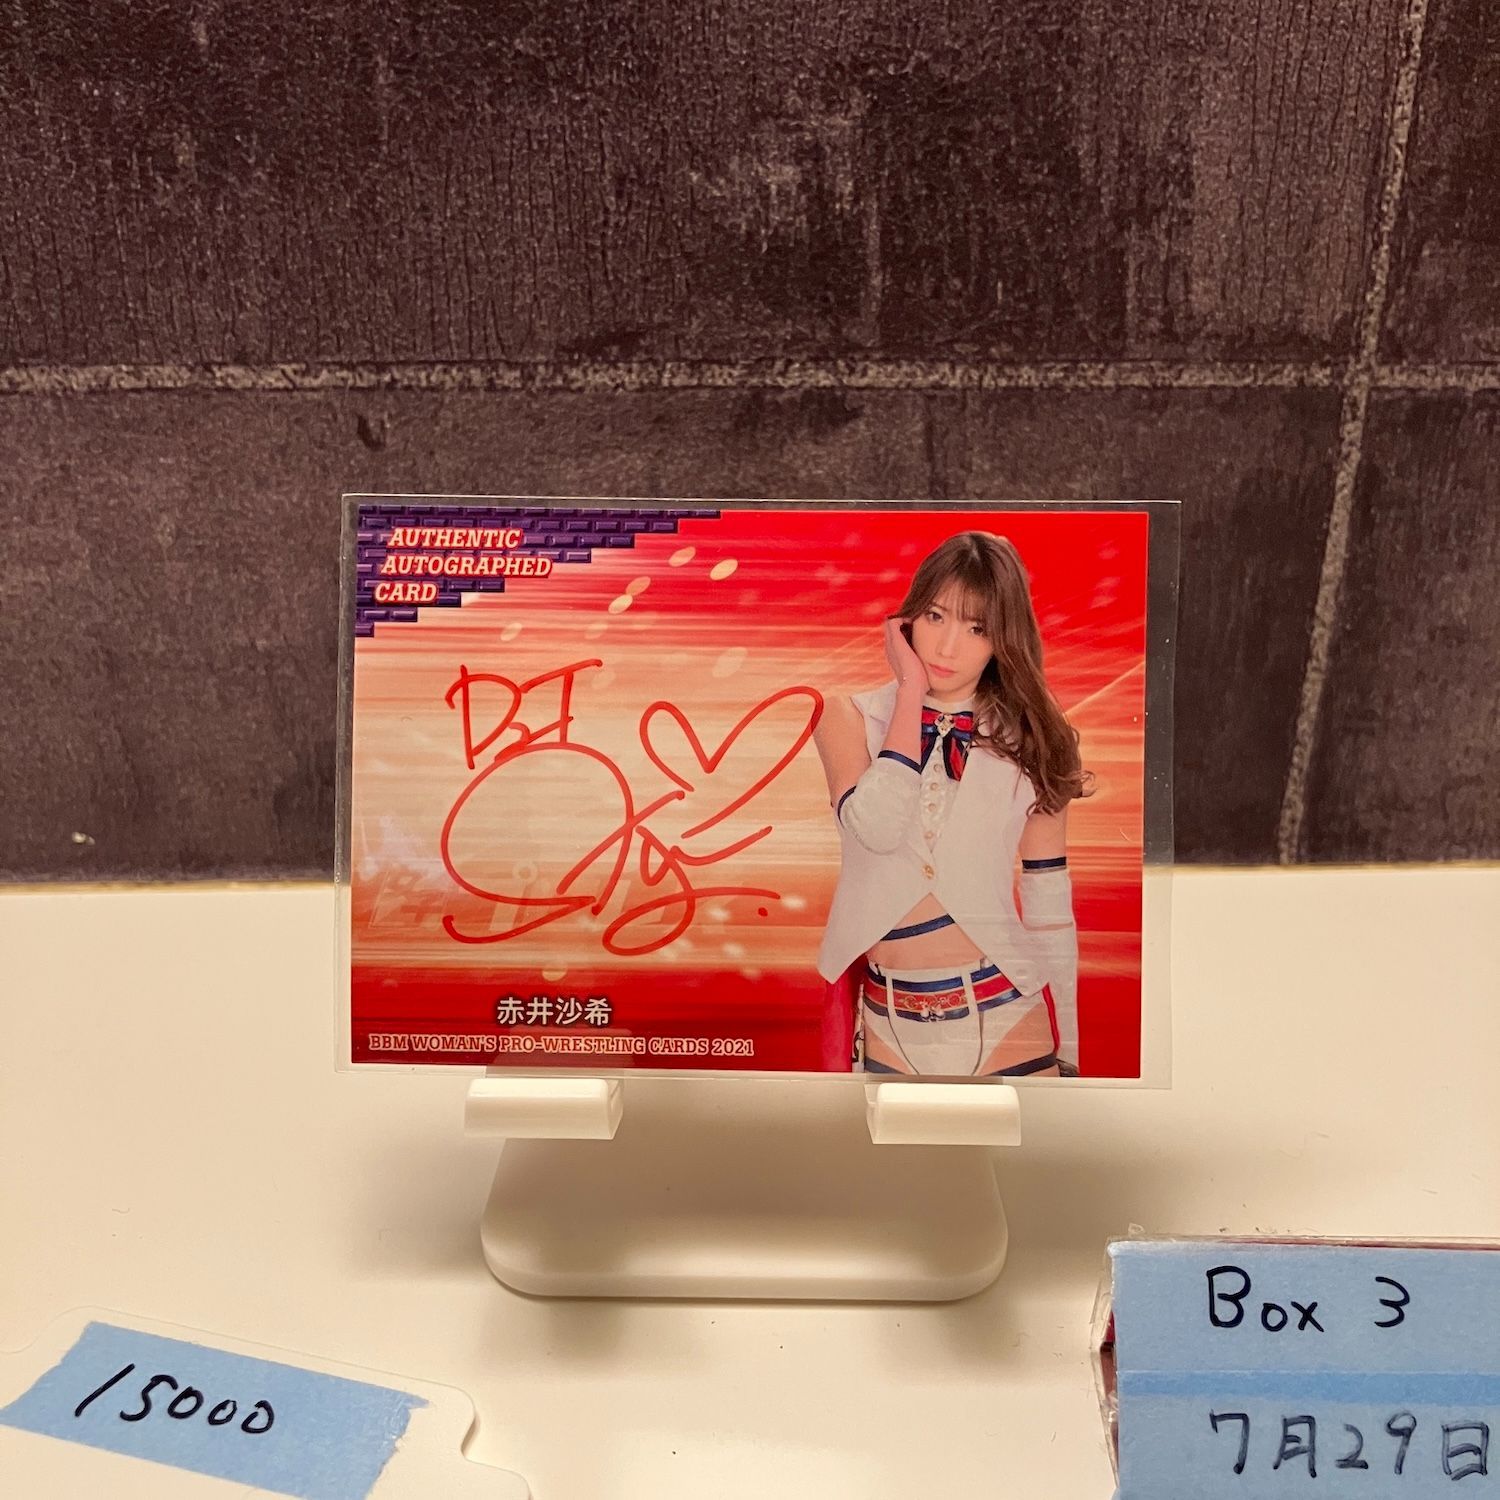 AUTHENTIC
AUTOGRAPHED
CARD
赤井沙希
BBM WOMAN'S PRO-WRESTLING CARDS 2021
15000
Box 3
7月29日